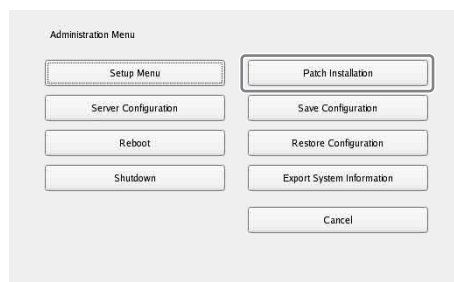 Administration Menu
Setup Menu
Patch Installation
Server Configuration
Save Configuration
Reboot
Restore Configuration
Shutdown
Export System Information
Cancel